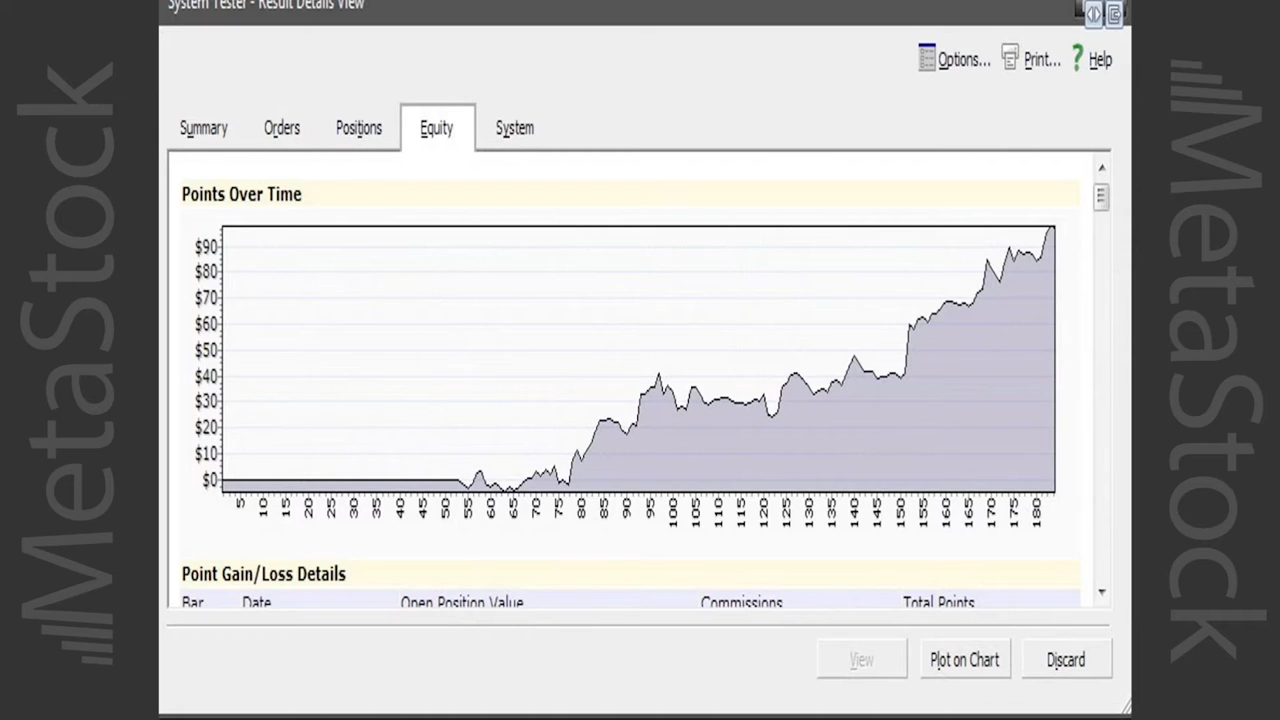 System Tester - Result Details View
Options... Print... Help
Summary Orders Positions Equity System
Points Over Time
$90
$80
$70
$60
$50
$40
$30
$20
$10
$0
5 10 15 20 25 30 35 40 45 50 55 60 65 70 75 80 85 90 95 100 105 110 115 120 125 130 135 140 145 150 155 160 165 170 175 180
Point Gain/Loss Details
Bar Date Open Position Value Commissions Total Points
View Plot on Chart Discard
MetaStock
MetaStock